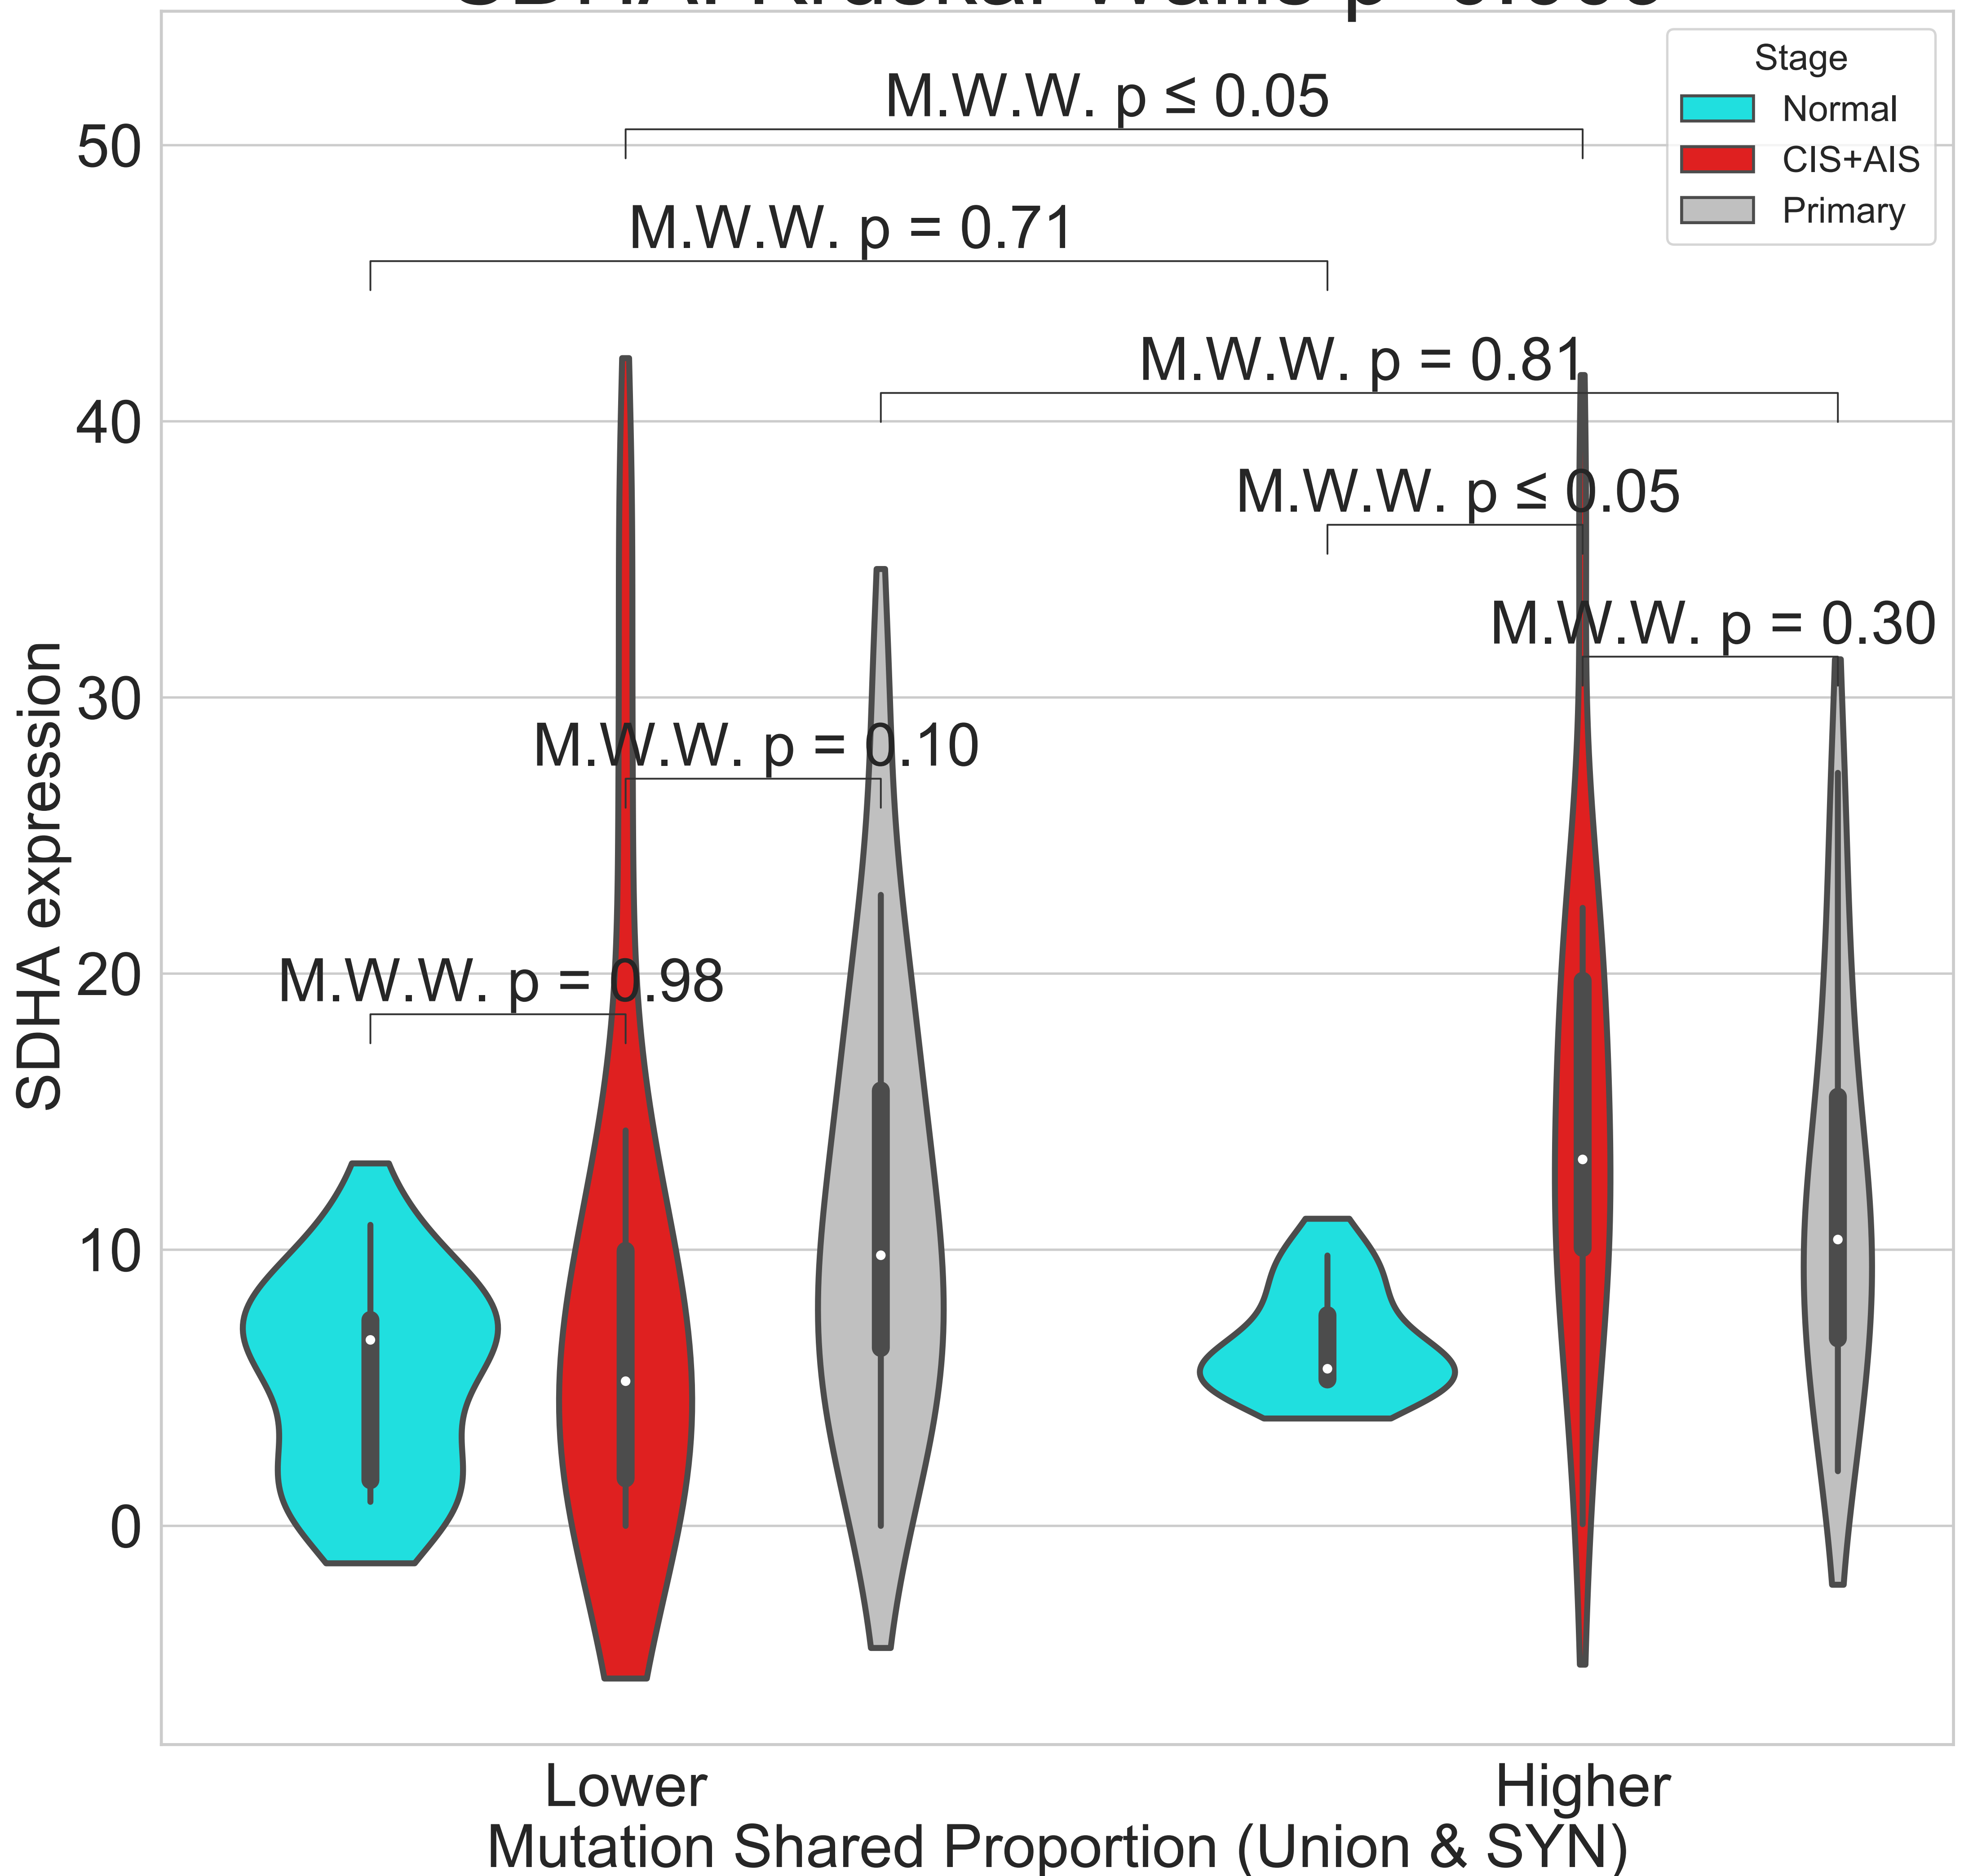 M.W.W. p ≤ 0.05
Stage
Normal
CIS+AIS
Primary
M.W.W. p = 0.71
M.W.W. p = 0.81
M.W.W. p ≤ 0.05
M.W.W. p = 0.30
M.W.W. p = 0.10
M.W.W. p = 0.98
SDHA expression
50
40
30
20
10
0
Lower
Higher
Mutation Shared Proportion (Union & SYN)